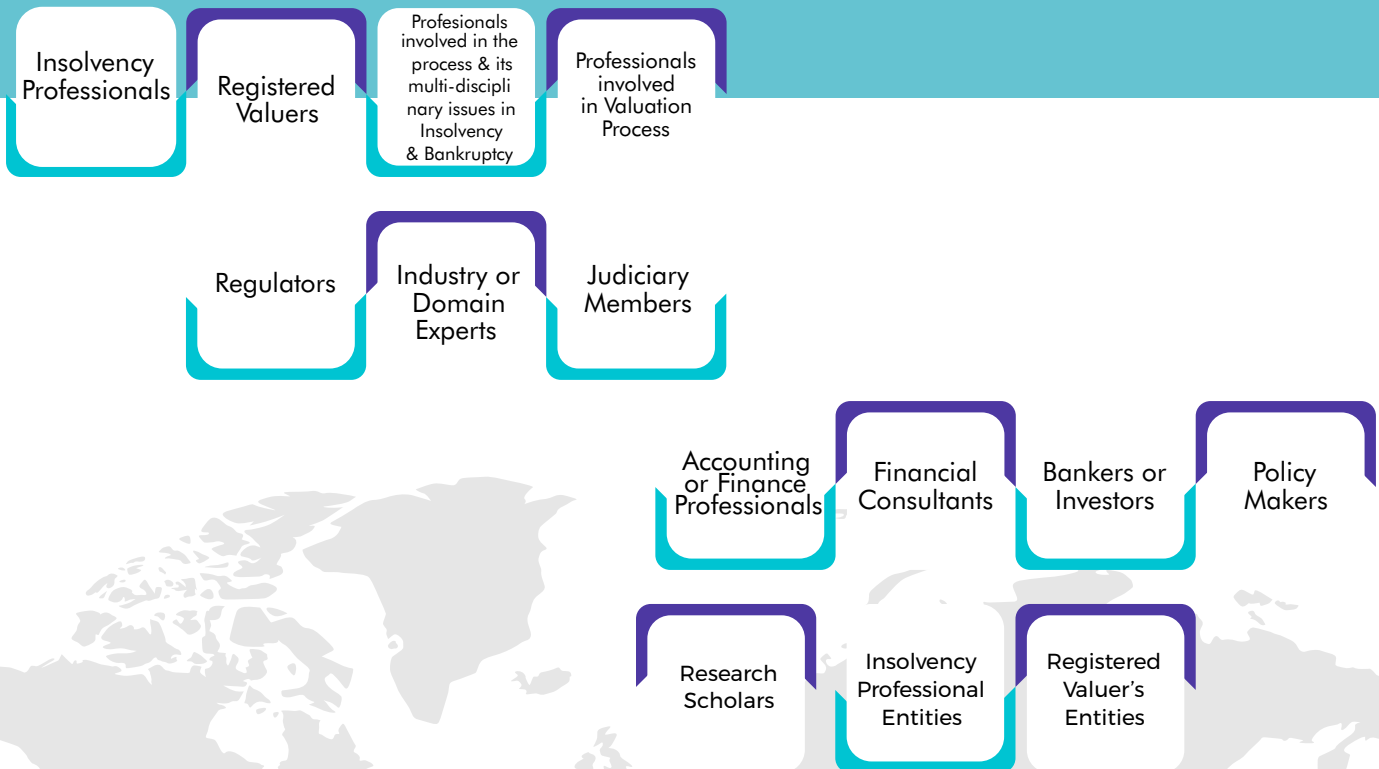 Insolvency
Professionals
Registered
Valuers
Profesionals
involved in the
process & its
multi-discipli
nary issues in
Insolvency
& Bankruptcy
Professionals
involved
in Valuation
Process
Regulators
Industry or
Domain
Experts
Judiciary
Members
Accounting
or Finance
Professionals
Financial
Consultants
Bankers or
Investors
Policy
Makers
Research
Scholars
Insolvency
Professional
Entities
Registered
Valuer's
Entities